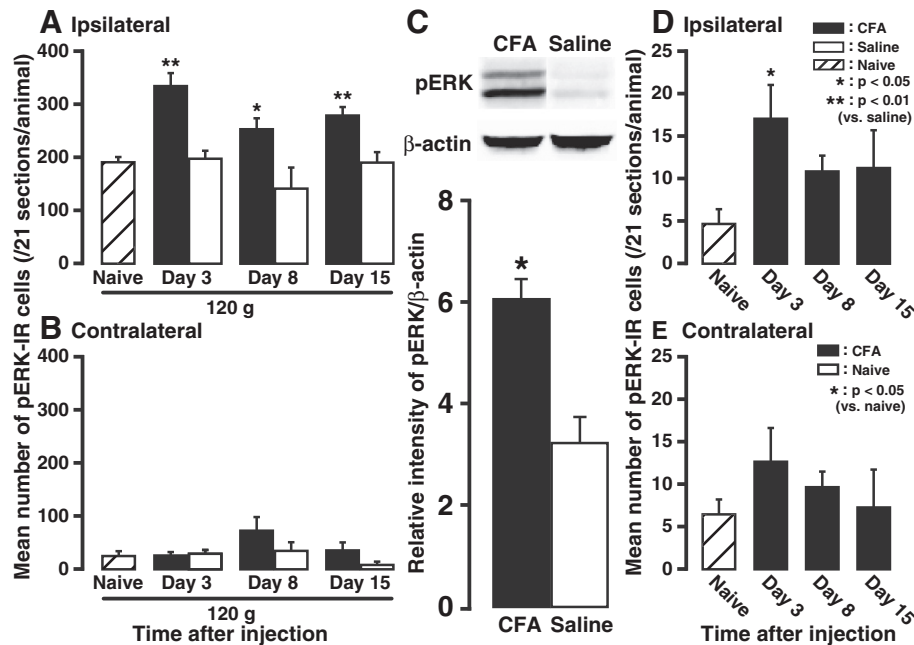 A Ipsilateral
Mean number of pERK-IR cells (/21 sections/animal)
400
300
200
100
0
**
*
**
Naive Day 3 Day 8 Day 15
120 g
B Contralateral
400
300
200
100
0
Naive Day 3 Day 8 Day 15
120 g
Time after injection
C
CFA Saline
pERK
β-actin
Relative intensity of pERK/β-actin
8
6
4
2
0
*
CFA Saline
D Ipsilateral
: CFA
: Saline
: Naive
* : p < 0.05
** : p < 0.01
(vs. saline)
Mean number of pERK-IR cells (/21 sections/animal)
25
20
15
10
5
0
*
Naive Day 3 Day 8 Day 15
E Contralateral
: CFA
: Naive
* : p < 0.05
(vs. naive)
25
20
15
10
5
0
Naive Day 3 Day 8 Day 15
Time after injection